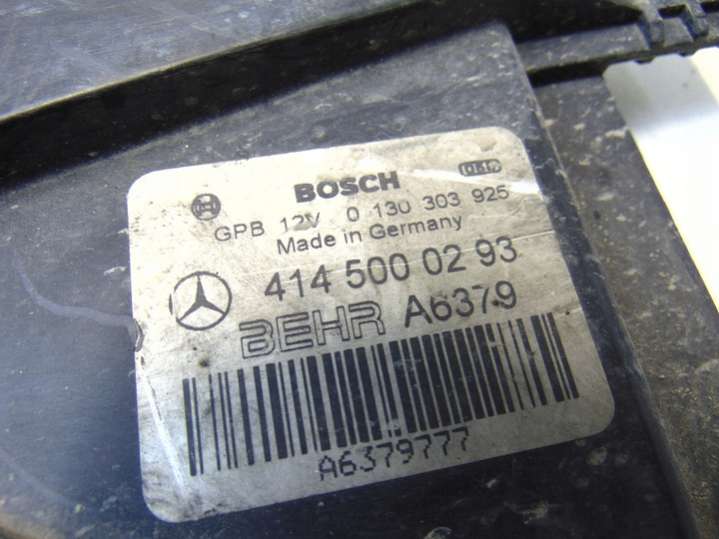 BOSCH
GPB 12V 0 130 303 925
Made in Germany
414 500 02 93
BEHR A6379
A6379777